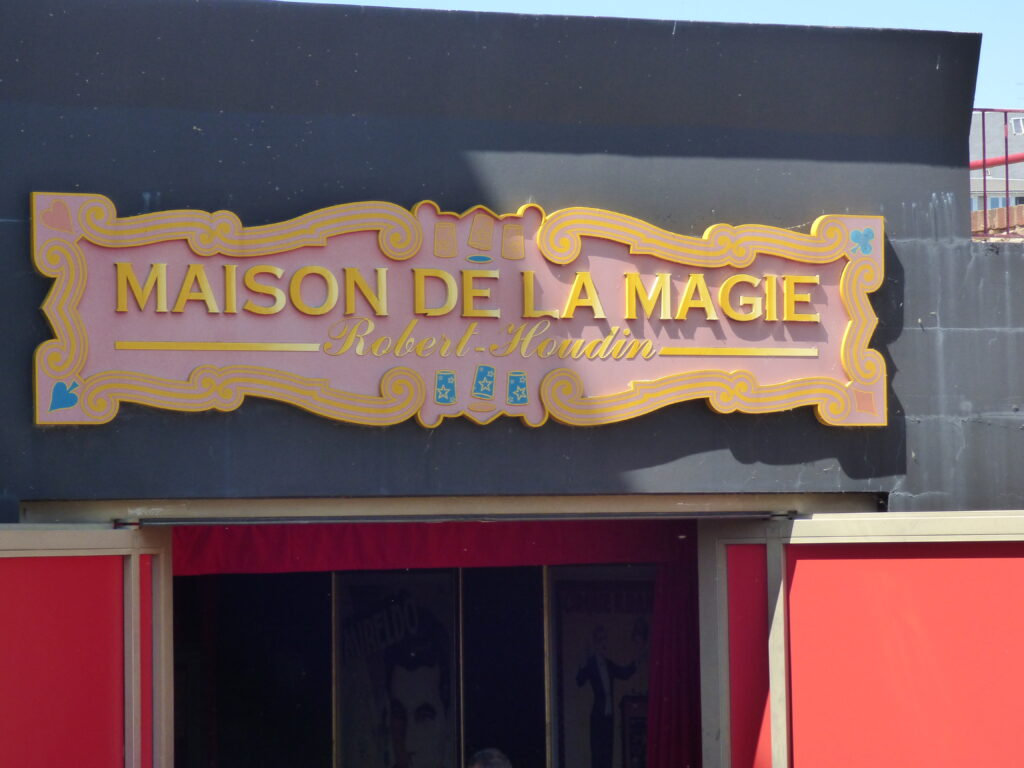 MAISON DE LA MAGIE
Robert-Houdin